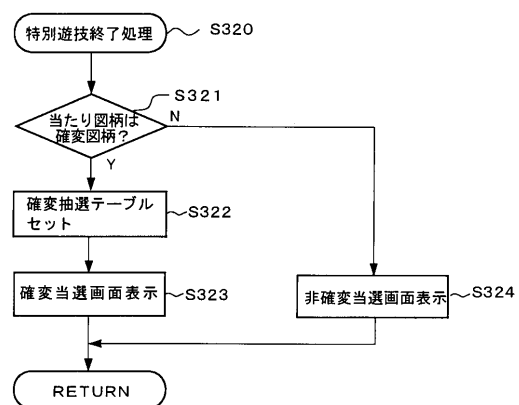 特別遊技終了処理
S320
S321
当たり図柄は
確変図柄?
N
Y
確変抽選テーブル
セット
S322
確変当選画面表示
S323
非確変当選画面表示
S324
RETURN